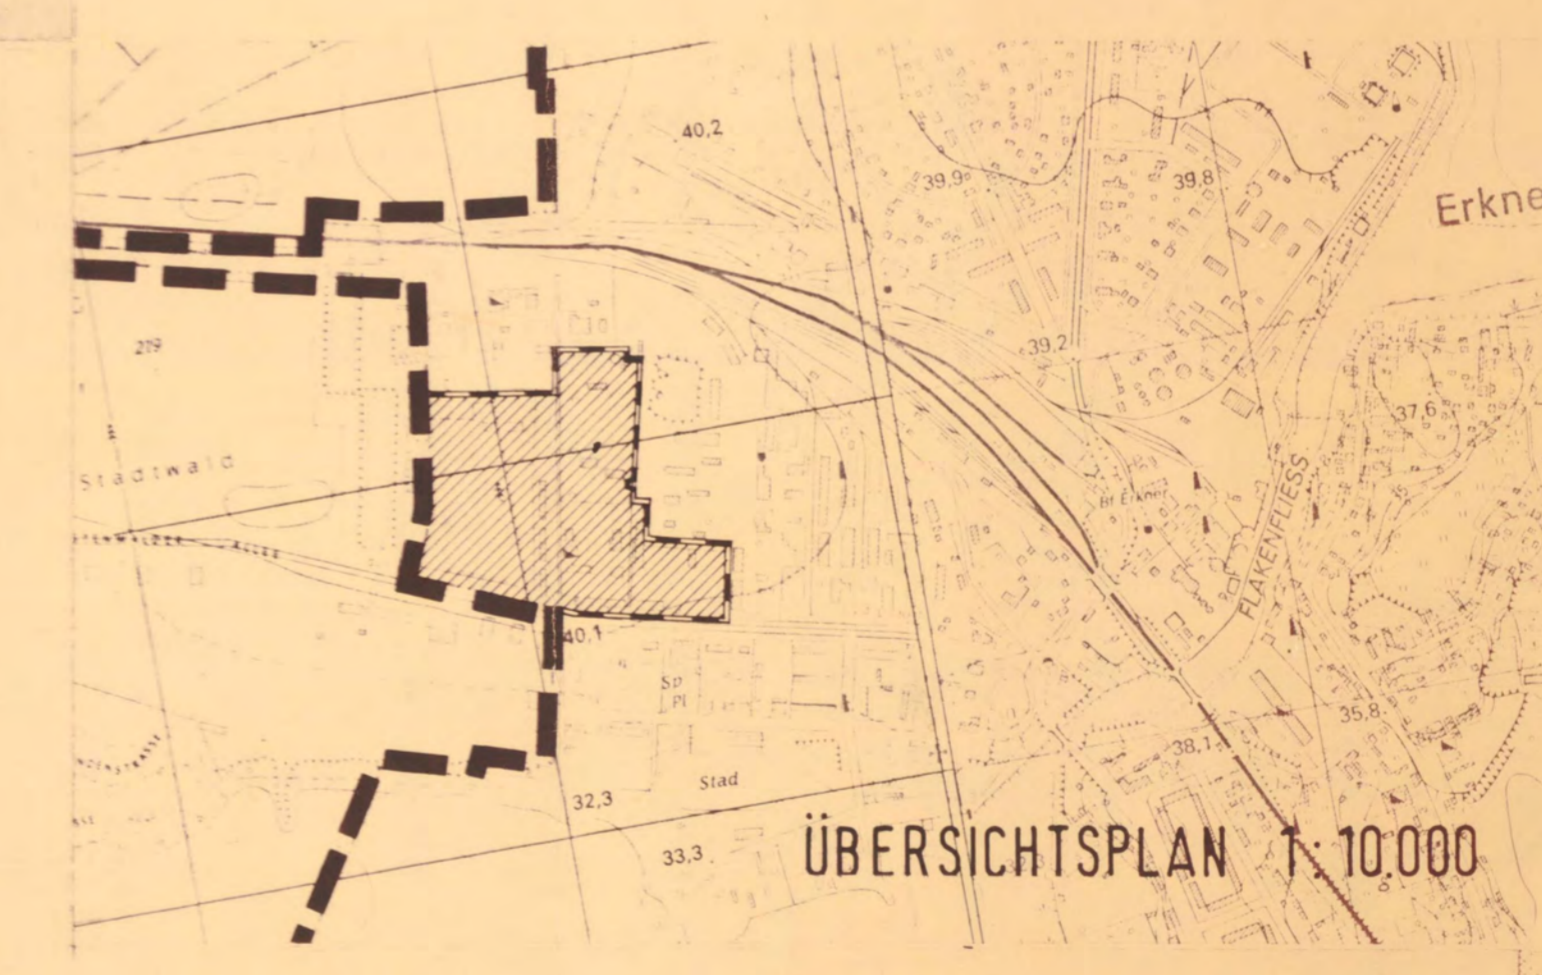 40,2
39,9
39,8
Erkne
39,2
219
37,6
Stadtwald
Bf Erkner
FLAKENFLIESS
40,1
Sp
Pl
35,8
38,1
Stad
32,3
33,3
ÜBERSICHTSPLAN 1:10.000